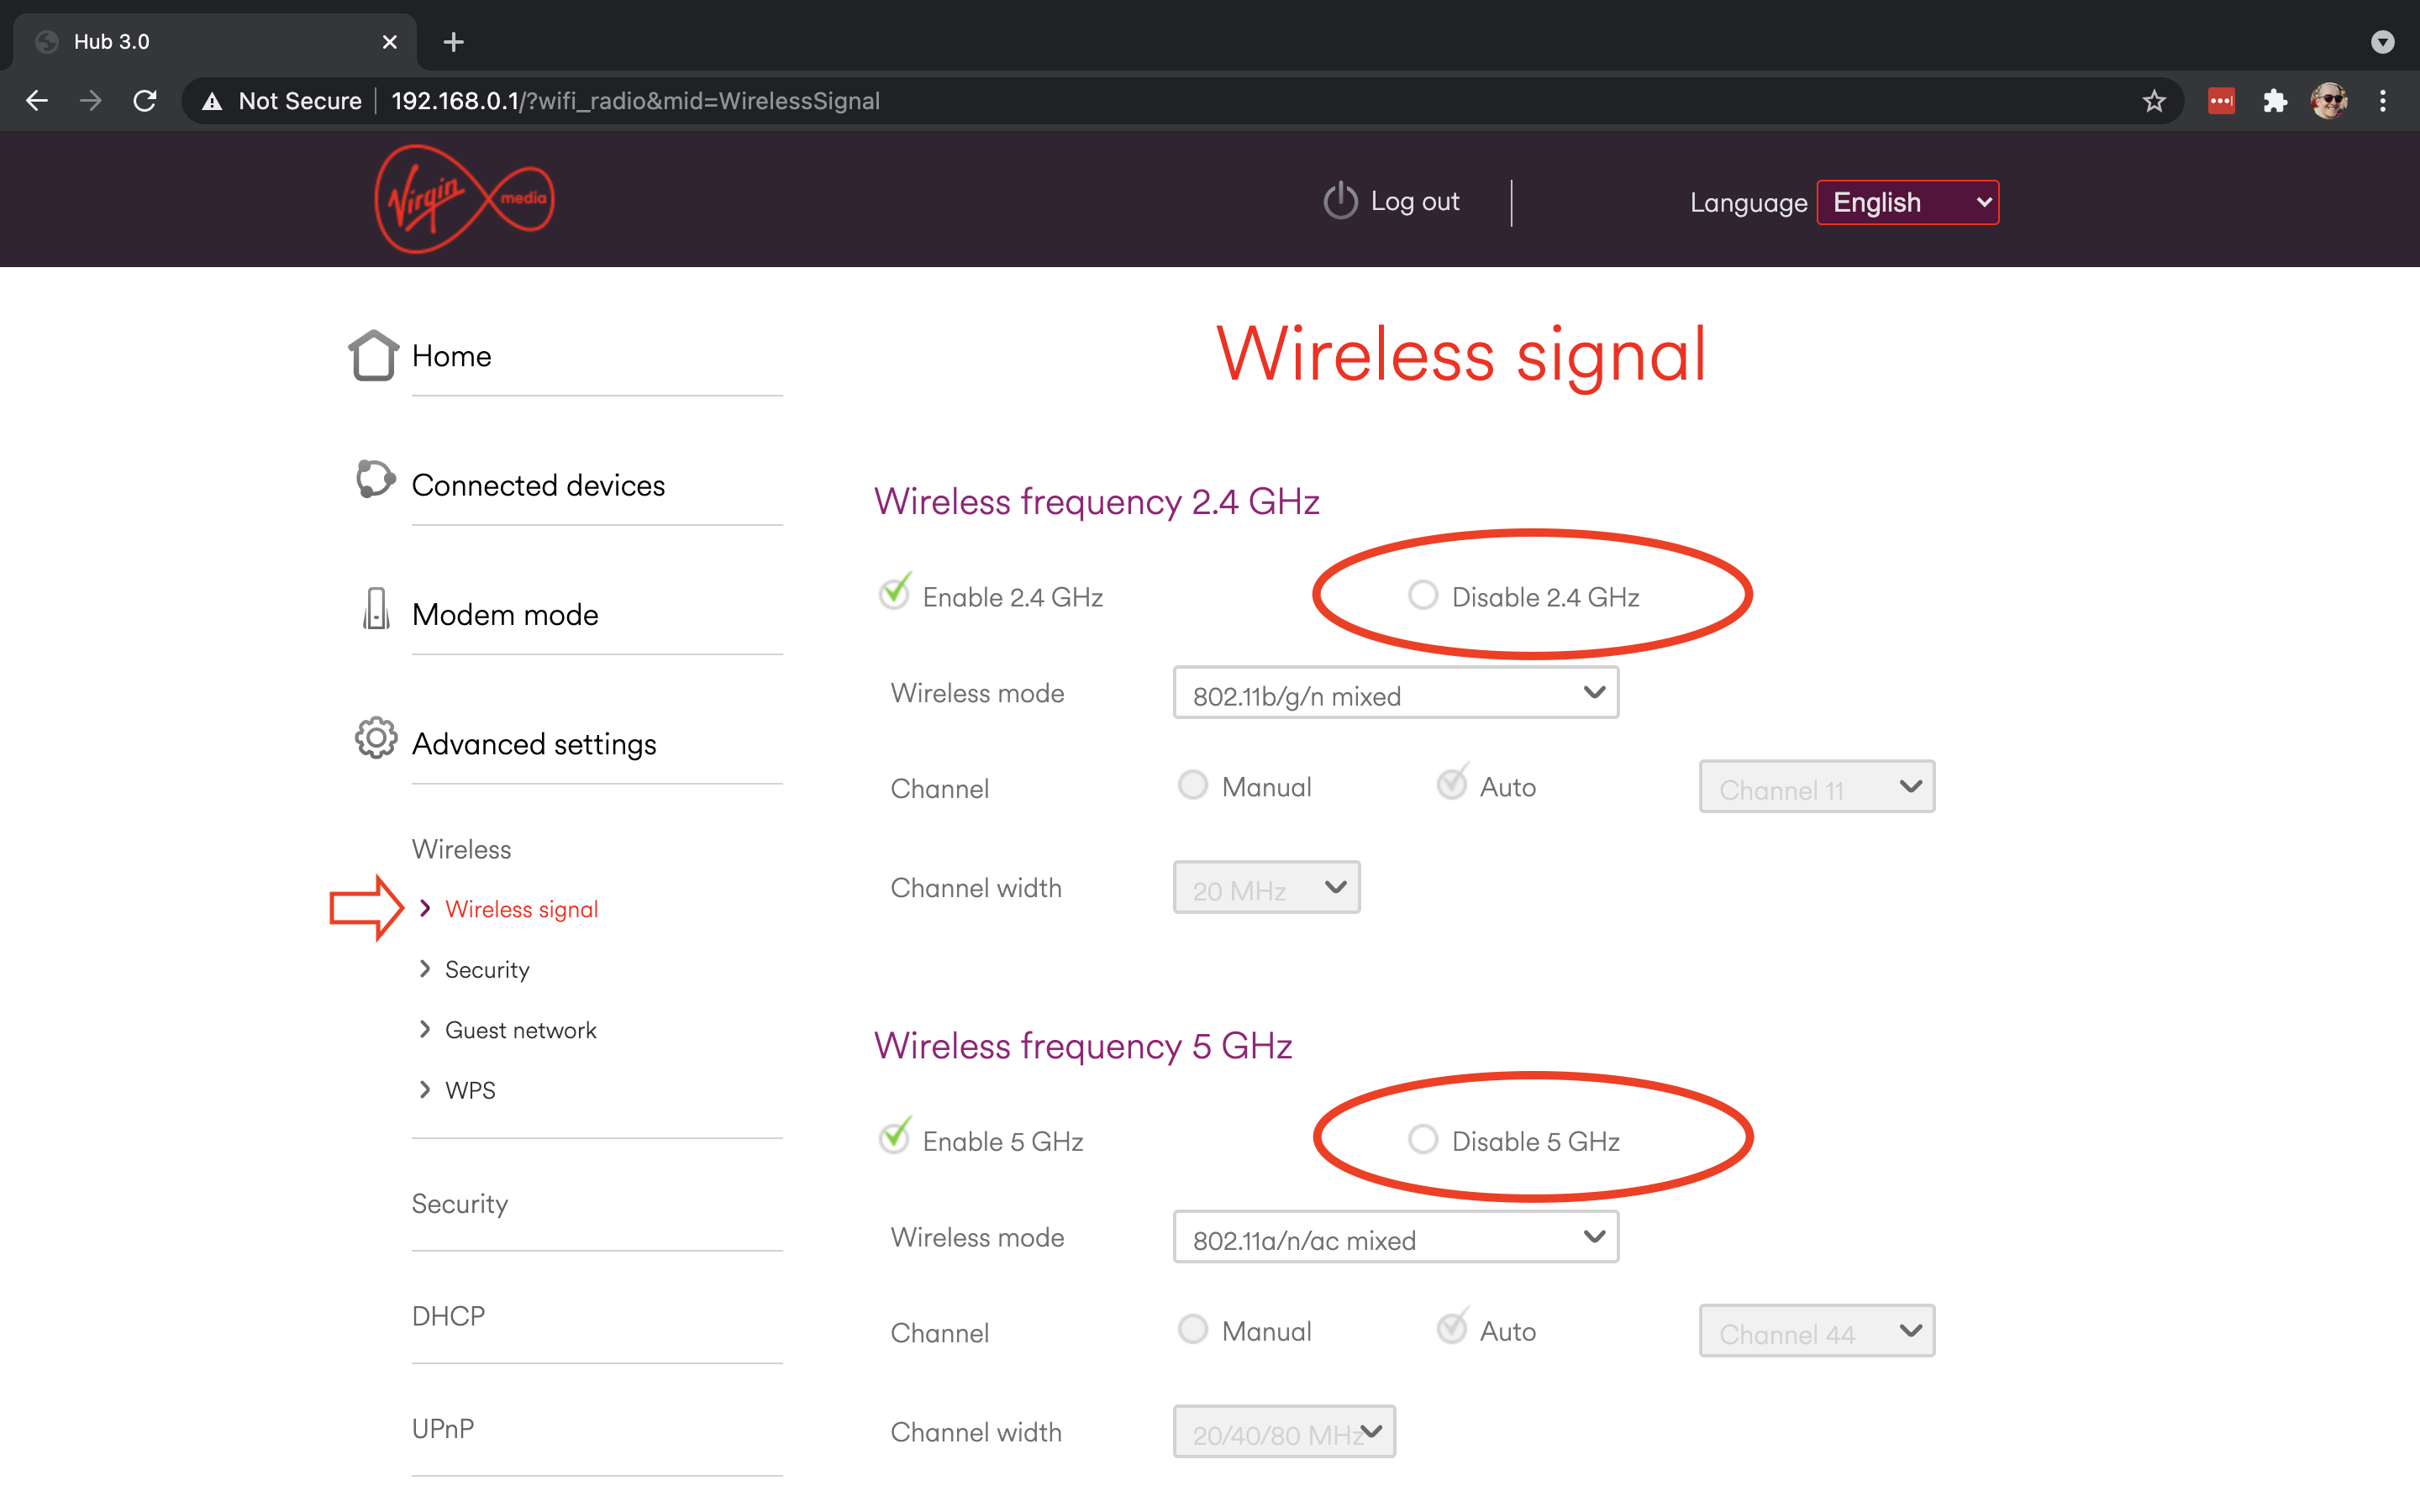 Hub 3.0
Not Secure 192.168.0.1/?wifi_radio&mid=WirelessSignal
Virgin media
Log out
Language English
Home
Connected devices
Modem mode
Advanced settings
Wireless
Wireless signal
Security
Guest network
WPS
Security
DHCP
UPnP
Wireless signal
Wireless frequency 2.4 GHz
Enable 2.4 GHz Disable 2.4 GHz
Wireless mode 802.11b/g/n mixed
Channel Manual Auto Channel 11
Channel width 20 MHz
Wireless frequency 5 GHz
Enable 5 GHz Disable 5 GHz
Wireless mode 802.11a/n/ac mixed
Channel Manual Auto Channel 44
Channel width 20/40/80 MHz